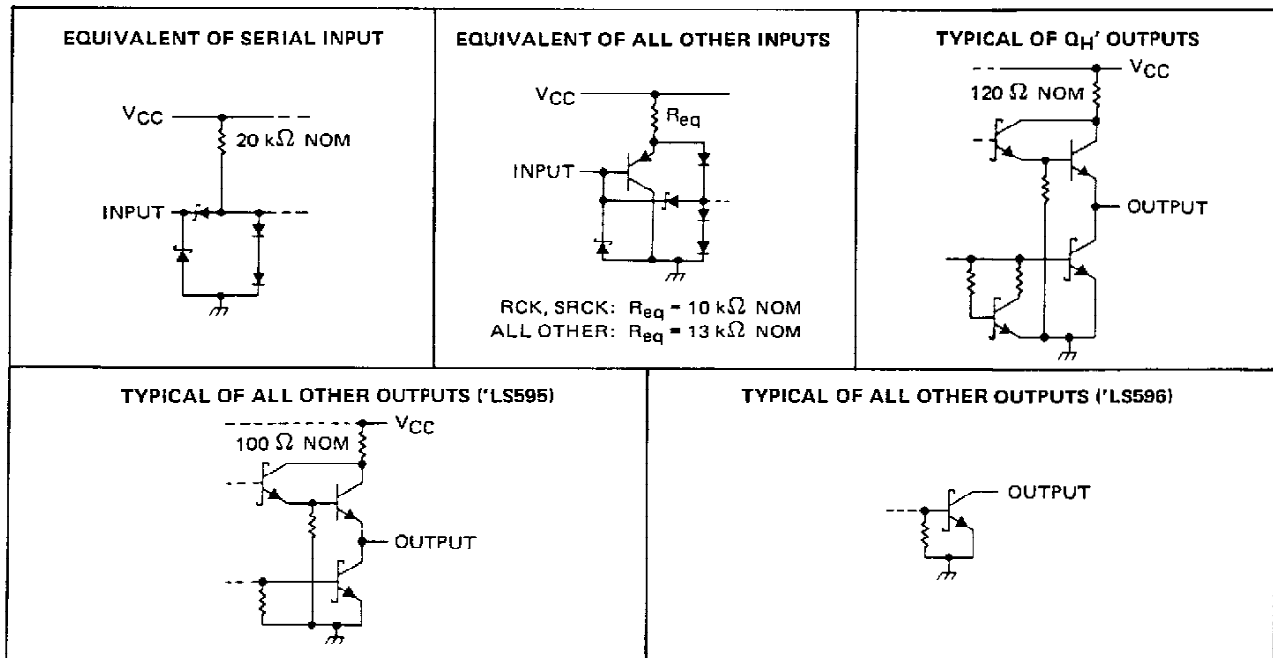 EQUIVALENT OF SERIAL INPUT
VCC
20 kΩ NOM
INPUT
EQUIVALENT OF ALL OTHER INPUTS
VCC
Req
INPUT
RCK, SRCK: Req = 10 kΩ NOM
ALL OTHER: Req = 13 kΩ NOM
TYPICAL OF QH' OUTPUTS
VCC
120 Ω NOM
OUTPUT
TYPICAL OF ALL OTHER OUTPUTS ('LS595)
VCC
100 Ω NOM
OUTPUT
TYPICAL OF ALL OTHER OUTPUTS ('LS596)
OUTPUT